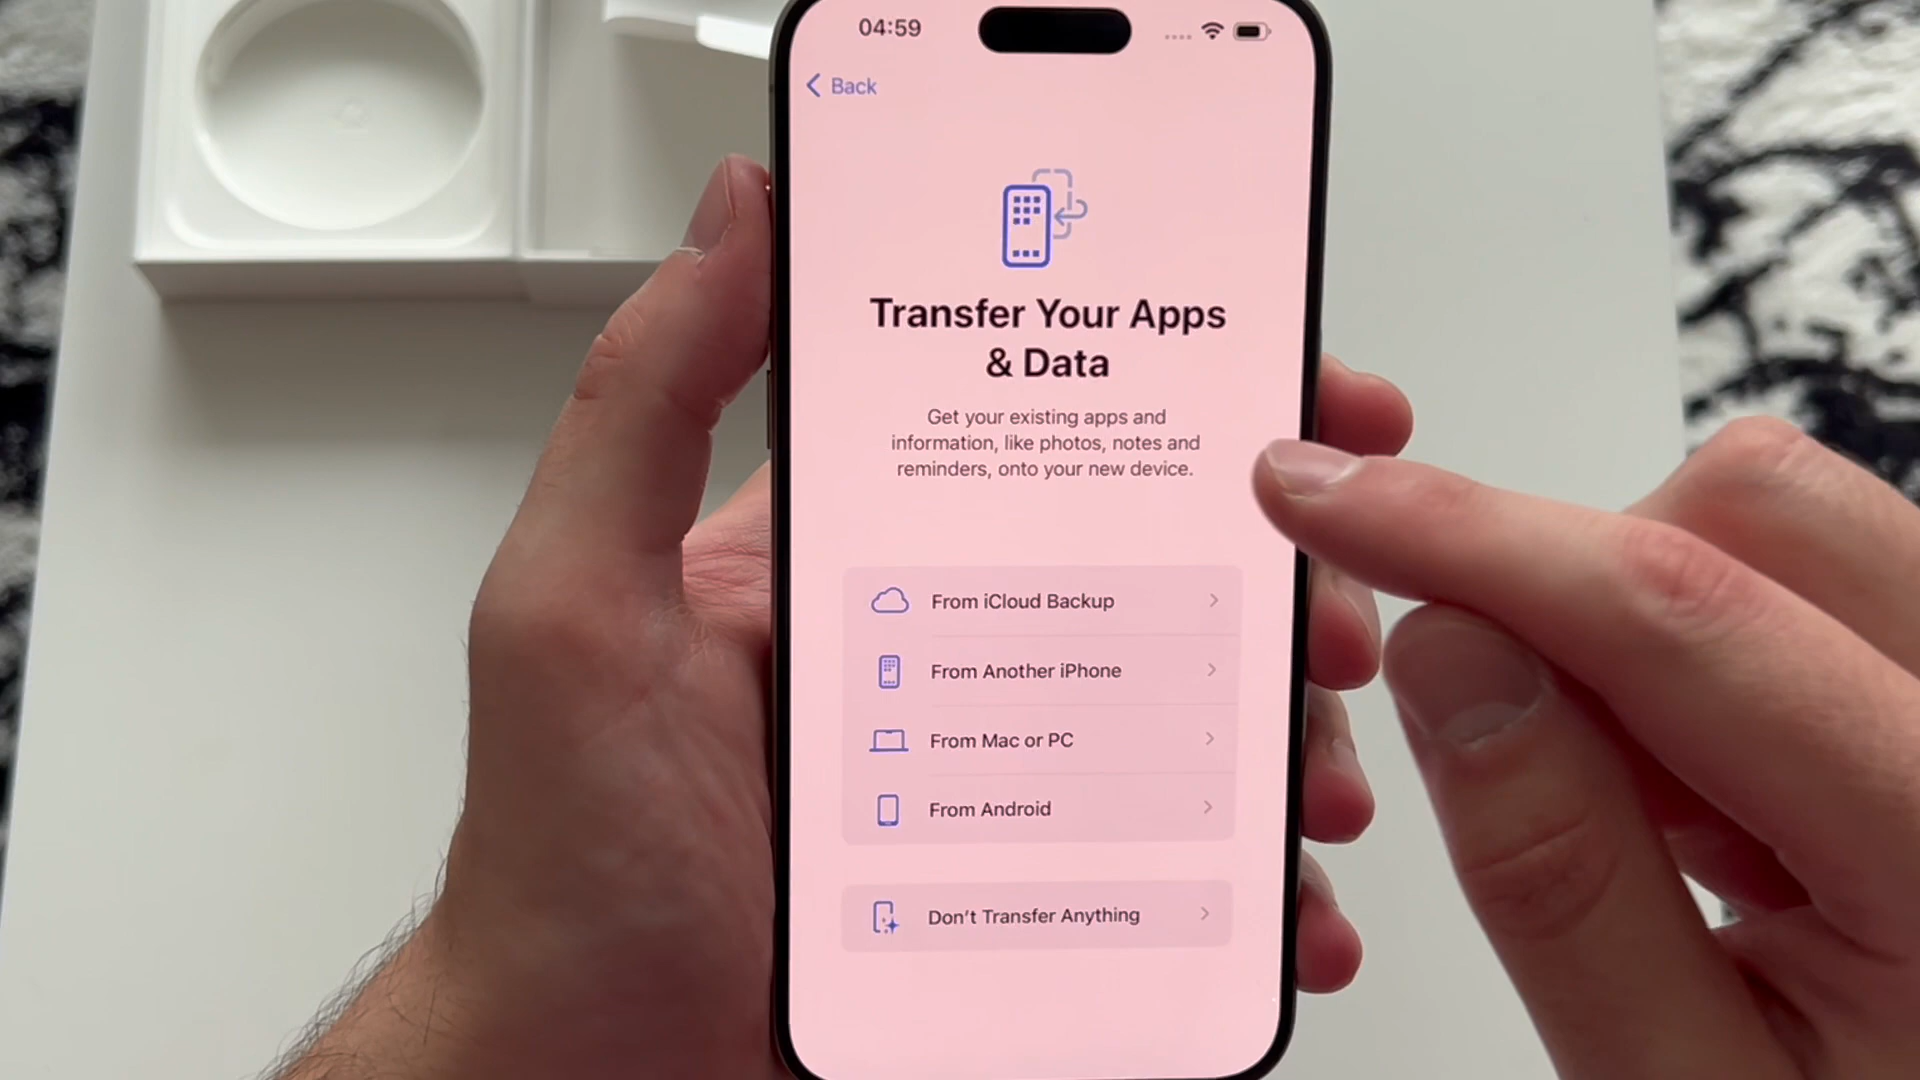 04:59
Back
Transfer Your Apps
& Data
Get your existing apps and
information, like photos, notes and
reminders, onto your new device.
From iCloud Backup
From Another iPhone
From Mac or PC
From Android
Don’t Transfer Anything